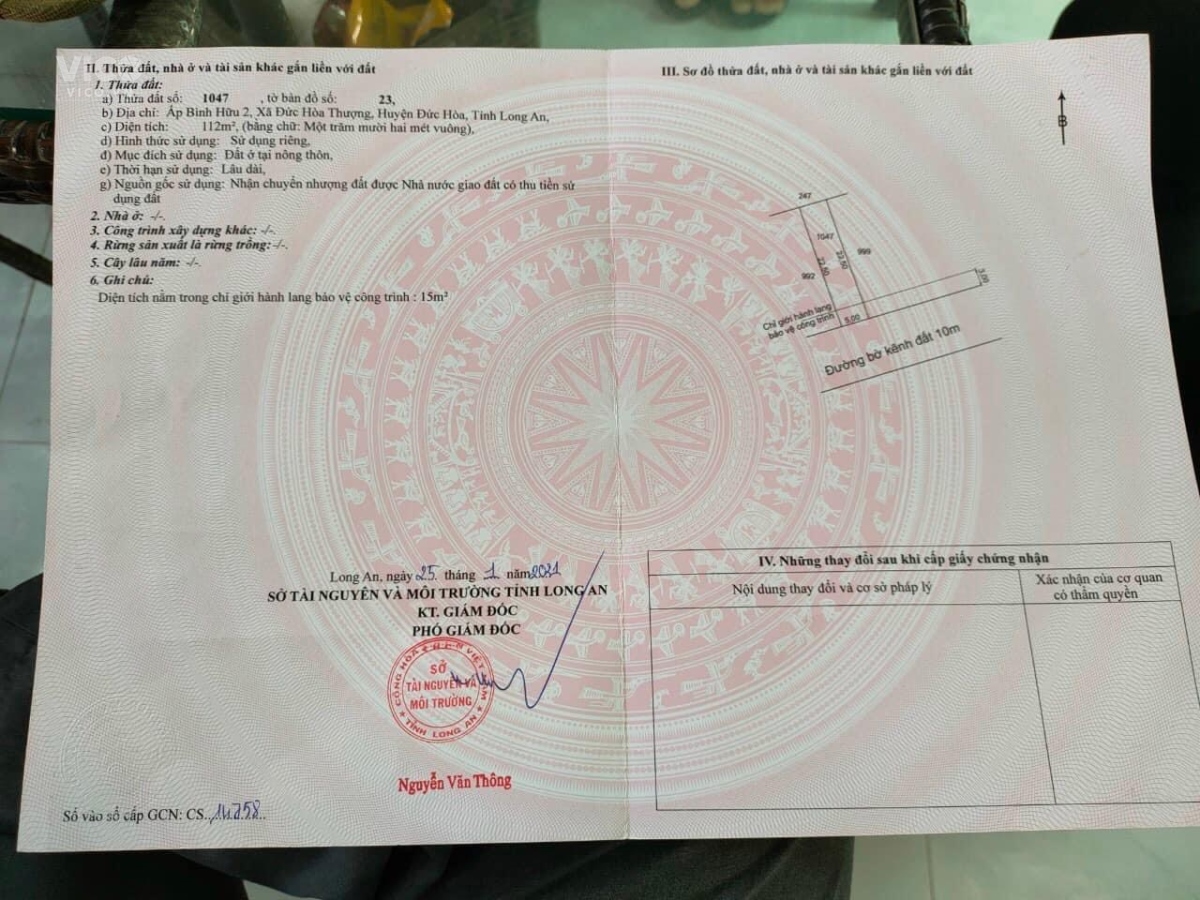 II. Thửa đất, nhà ở và tài sản khác gắn liền với đất
1. Thửa đất:
a) Thửa đất số: 1047 , tờ bản đồ số: 23,
b) Địa chỉ: Ấp Bình Hữu 2, Xã Đức Hòa Thượng, Huyện Đức Hòa, Tỉnh Long An,
c) Diện tích: 112m², (bằng chữ: Một trăm mười hai mét vuông),
d) Hình thức sử dụng: Sử dụng riêng,
đ) Mục đích sử dụng: Đất ở tại nông thôn,
e) Thời hạn sử dụng: Lâu dài,
g) Nguồn gốc sử dụng: Nhận chuyển nhượng đất được Nhà nước giao đất có thu tiền sử
dụng đất
2. Nhà ở: -/-.
3. Công trình xây dựng khác: -/-.
4. Rừng sản xuất là rừng trồng: -/-.
5. Cây lâu năm: -/-.
6. Ghi chú:
Diện tích nằm trong chỉ giới hành lang bảo vệ công trình : 15m²
Long An, ngày 25 tháng 1 năm 2021
SỞ TÀI NGUYÊN VÀ MÔI TRƯỜNG TỈNH LONG AN
KT. GIÁM ĐỐC
PHÓ GIÁM ĐỐC
SỞ
TÀI NGUYÊN VÀ
MÔI TRƯỜNG
TỈNH LONG AN
Nguyễn Văn Thông
Số vào sổ cấp GCN: CS..14258..
III. Sơ đồ thửa đất, nhà ở và tài sản khác gắn liền với đất
B
247
1047
999
22,50
22,50
992
3,00
Chỉ giới hành lang
bảo vệ công trình
5,00
Đường bờ kênh đất 10m
IV. Những thay đổi sau khi cấp giấy chứng nhận
Nội dung thay đổi và cơ sở pháp lý
Xác nhận của cơ quan
có thẩm quyền